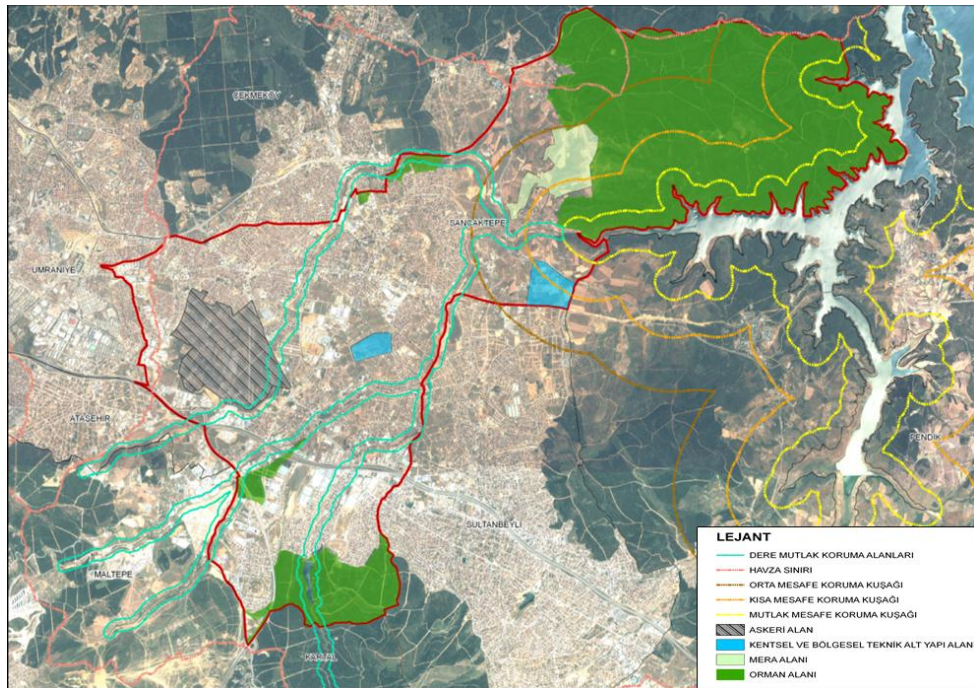 ÇEKMEKÖY
SANCAKTEPE
UMRANİYE
ATAŞEHİR
PENDİK
SULTANBEYLİ
MALTEPE
KARTAL
LEJANT
DERE MUTLAK KORUMA ALANLARI
HAVZA SINIRI
ORTA MESAFE KORUMA KUŞAĞI
KISA MESAFE KORUMA KUŞAĞI
MUTLAK MESAFE KORUMA KUŞAĞI
ASKERİ ALAN
KENTSEL VE BÖLGESEL TEKNİK ALT YAPI ALAN
MERA ALANI
ORMAN ALANI